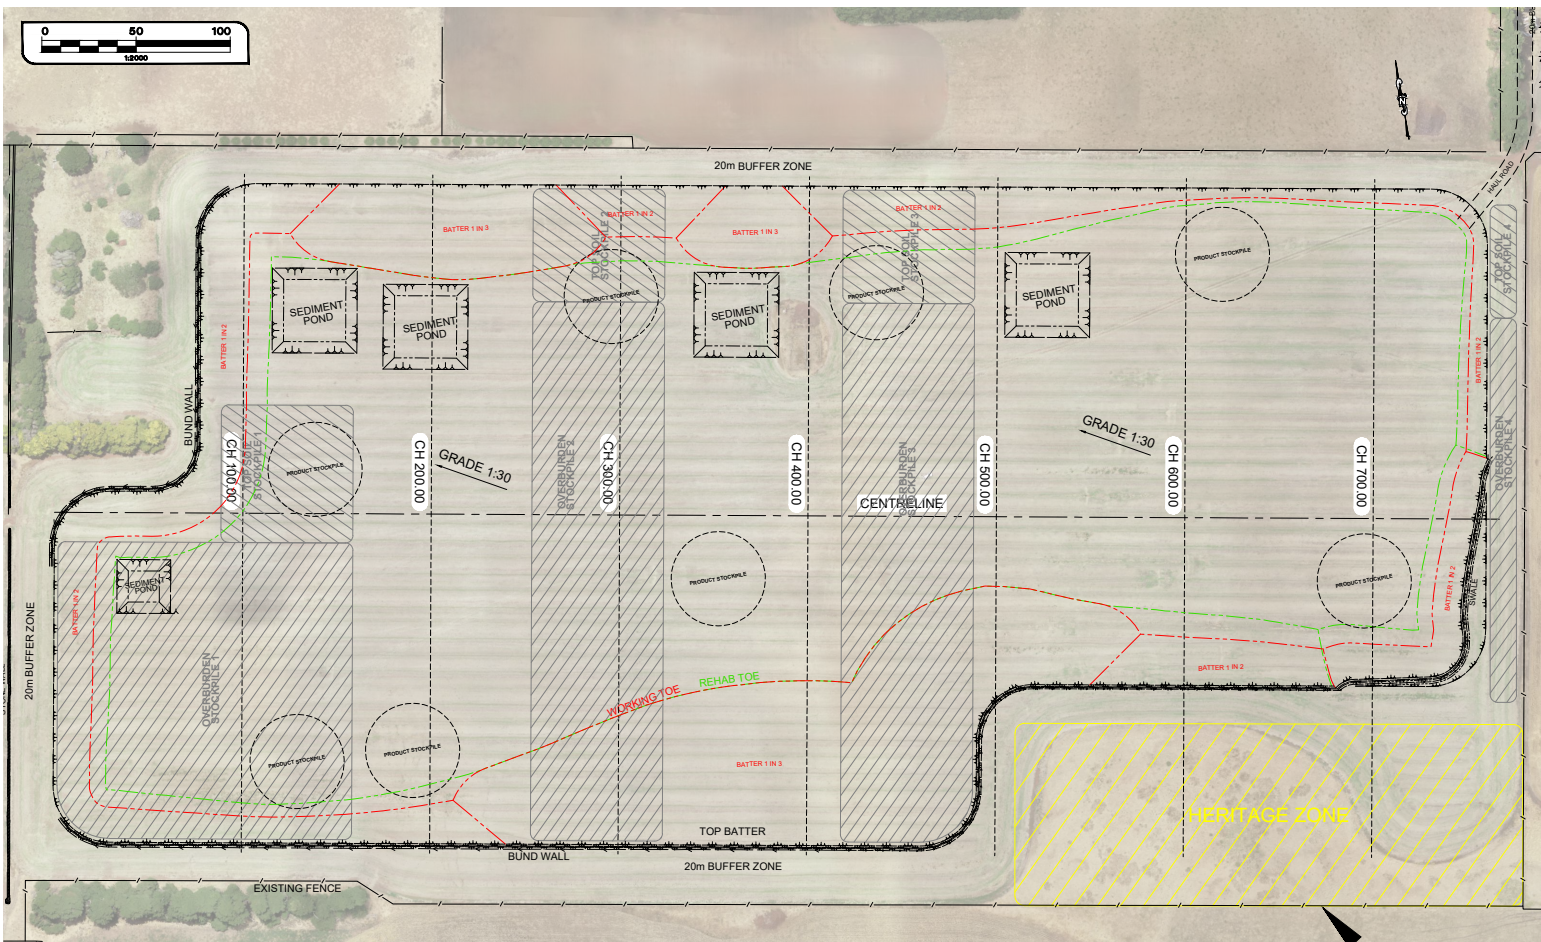 0 50 100
1:2000
20m BUFFER ZONE
HAUL ROAD
N
BATTER 1 IN 3
BATTER 1 IN 2
BATTER 1 IN 3
BATTER 1 IN 2
TOP SOIL
STOCKPILE 2
TOP SOIL
STOCKPILE 3
TOP SOIL
STOCKPILE 4
PRODUCT STOCKPILE
PRODUCT STOCKPILE
PRODUCT STOCKPILE
SEDIMENT
POND
SEDIMENT
POND
SEDIMENT
POND
SEDIMENT
POND
BATTER 1 IN 2
BATTER 1 IN 2
BUND WALL
CH 100.00
TOP SOIL
STOCKPILE 1
PRODUCT STOCKPILE
CH 200.00
GRADE 1:30
OVERBURDEN
STOCKPILE 2
CH 300.00
CH 400.00
OVERBURDEN
STOCKPILE 3
CENTRELINE
CH 500.00
GRADE 1:30
CH 600.00
CH 700.00
OVERBURDEN
STOCKPILE 4
SEDIMENT
POND
BATTER 1 IN 2
20m BUFFER ZONE
OVERBURDEN
STOCKPILE 1
PRODUCT STOCKPILE
PRODUCT STOCKPILE
BATTER 1 IN 2
SWALE
BATTER 1 IN 2
WORKING TOE
REHAB TOE
PRODUCT STOCKPILE
PRODUCT STOCKPILE
BATTER 1 IN 3
HERITAGE ZONE
TOP BATTER
BUND WALL
20m BUFFER ZONE
EXISTING FENCE